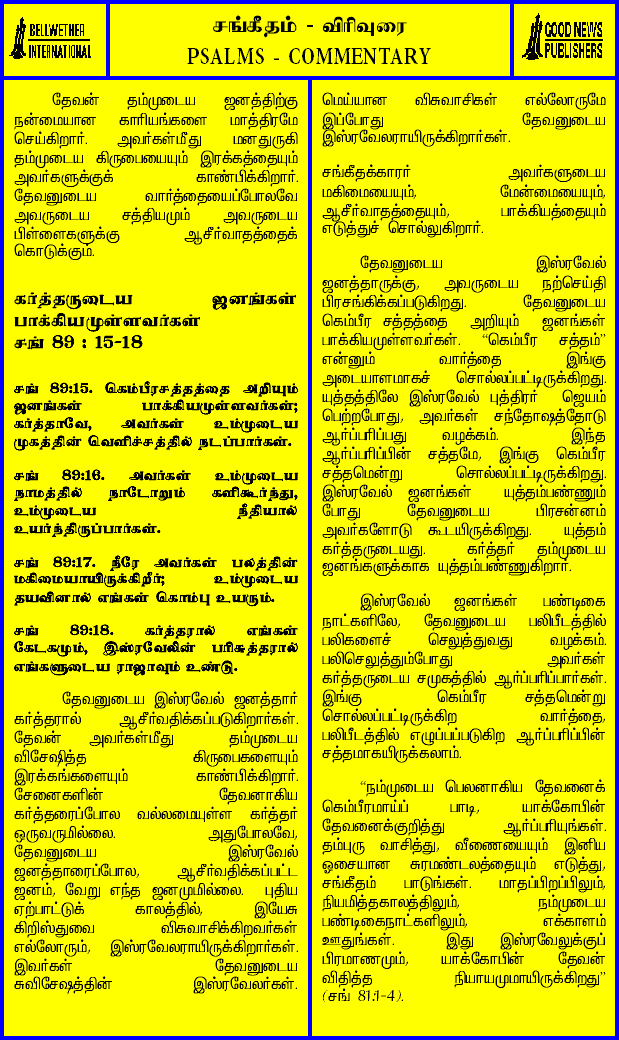 BELLWETHER
INTERNATIONAL
சங்கீதம் - விரிவுரை
PSALMS - COMMENTARY
GOOD NEWS
PUBLISHERS
தேவன் தம்முடைய ஜனத்திற்கு
நன்மையான காரியங்களை மாத்திரமே
செய்கிறார். அவர்கள்மீது மனதுருகி
தம்முடைய கிருபையையும் இரக்கத்தையும்
அவர்களுக்குக் காண்பிக்கிறார்.
தேவனுடைய வார்த்தையைப்போலவே
அவருடைய சத்தியமும் அவருடைய
பிள்ளைகளுக்கு ஆசீர்வாதத்தைக்
கொடுக்கும்.
கர்த்தருடைய ஜனங்கள்
பாக்கியமுள்ளவர்கள்
சங் 89 : 15-18
சங் 89:15. கெம்பீரசத்தத்தை அறியும்
ஜனங்கள் பாக்கியமுள்ளவர்கள்;
கர்த்தாவே, அவர்கள் உம்முடைய
முகத்தின் வெளிச்சத்தில் நடப்பார்கள்.
சங் 89:16. அவர்கள் உம்முடைய
நாமத்தில் நாடோறும் களிகூர்ந்து,
உம்முடைய நீதியால்
உயர்ந்திருப்பார்கள்.
சங் 89:17. நீரே அவர்கள் பலத்தின்
மகிமையாயிருக்கிறீர்; உம்முடைய
தயவினால் எங்கள் கொம்பு உயரும்.
சங் 89:18. கர்த்தரால் எங்கள்
கேடகமும், இஸ்ரவேலின் பரிசுத்தரால்
எங்களுடைய ராஜாவும் உண்டு.
தேவனுடைய இஸ்ரவேல் ஜனத்தார்
கர்த்தரால் ஆசீர்வதிக்கப்படுகிறார்கள்.
தேவன் அவர்கள்மீது தம்முடைய
விசேஷித்த கிருபைகளையும்
இரக்கங்களையும் காண்பிக்கிறார்.
சேனைகளின் தேவனாகிய
கர்த்தரைப்போல வல்லமையுள்ள கர்த்தர்
ஒருவருமில்லை. அதுபோலவே,
தேவனுடைய இஸ்ரவேல்
ஜனத்தாரைப்போல, ஆசீர்வதிக்கப்பட்ட
ஜனம், வேறு எந்த ஜனமுமில்லை. புதிய
ஏற்பாட்டுக் காலத்தில், இயேசு
கிறிஸ்துவை விசுவாசிக்கிறவர்கள்
எல்லோரும், இஸ்ரவேலராயிருக்கிறார்கள்.
இவர்கள் தேவனுடைய
சுவிசேஷத்தின் இஸ்ரவேலர்கள்.
மெய்யான விசுவாசிகள் எல்லோருமே
இப்போது தேவனுடைய
இஸ்ரவேலராயிருக்கிறார்கள்.
சங்கீதக்காரர் அவர்களுடைய
மகிமையையும், மேன்மையையும்,
ஆசீர்வாதத்தையும், பாக்கியத்தையும்
எடுத்துச் சொல்லுகிறார்.
தேவனுடைய இஸ்ரவேல்
ஜனத்தாருக்கு, அவருடைய நற்செய்தி
பிரசங்கிக்கப்படுகிறது. தேவனுடைய
கெம்பீர சத்தத்தை அறியும் ஜனங்கள்
பாக்கியமுள்ளவர்கள். “கெம்பீர சத்தம்”
என்னும் வார்த்தை இங்கு
அடையாளமாகச் சொல்லப்பட்டிருக்கிறது.
யுத்தத்திலே இஸ்ரவேல் புத்திரர் ஜெயம்
பெற்றபோது, அவர்கள் சந்தோஷத்தோடு
ஆர்ப்பரிப்பது வழக்கம். இந்த
ஆர்ப்பரிப்பின் சத்தமே, இங்கு கெம்பீர
சத்தமென்று சொல்லப்பட்டிருக்கிறது.
இஸ்ரவேல் ஜனங்கள் யுத்தம்பண்ணும்
போது தேவனுடைய பிரசன்னம்
அவர்களோடு கூடயிருக்கிறது. யுத்தம்
கர்த்தருடையது. கர்த்தர் தம்முடைய
ஜனங்களுக்காக யுத்தம்பண்ணுகிறார்.
இஸ்ரவேல் ஜனங்கள் பண்டிகை
நாட்களிலே, தேவனுடைய பலிபீடத்தில்
பலிகளைச் செலுத்துவது வழக்கம்.
பலிசெலுத்தும்போது அவர்கள்
கர்த்தருடைய சமுகத்தில் ஆர்ப்பரிப்பார்கள்.
இங்கு கெம்பீர சத்தமென்று
சொல்லப்பட்டிருக்கிற வார்த்தை,
பலிபீடத்தில் எழுப்பப்படுகிற ஆர்ப்பரிப்பின்
சத்தமாகயிருக்கலாம்.
“நம்முடைய பெலனாகிய தேவனைக்
கெம்பீரமாய்ப் பாடி, யாக்கோபின்
தேவனைக்குறித்து ஆர்ப்பரியுங்கள்.
தம்புரு வாசித்து, வீணையையும் இனிய
ஓசையான சுரமண்டலத்தையும் எடுத்து,
சங்கீதம் பாடுங்கள். மாதப்பிறப்பிலும்,
நியமித்தகாலத்திலும், நம்முடைய
பண்டிகைநாட்களிலும், எக்காளம்
ஊதுங்கள். இது இஸ்ரவேலுக்குப்
பிரமாணமும், யாக்கோபின் தேவன்
விதித்த நியாயமுமாயிருக்கிறது”
(சங் 81:1-4).